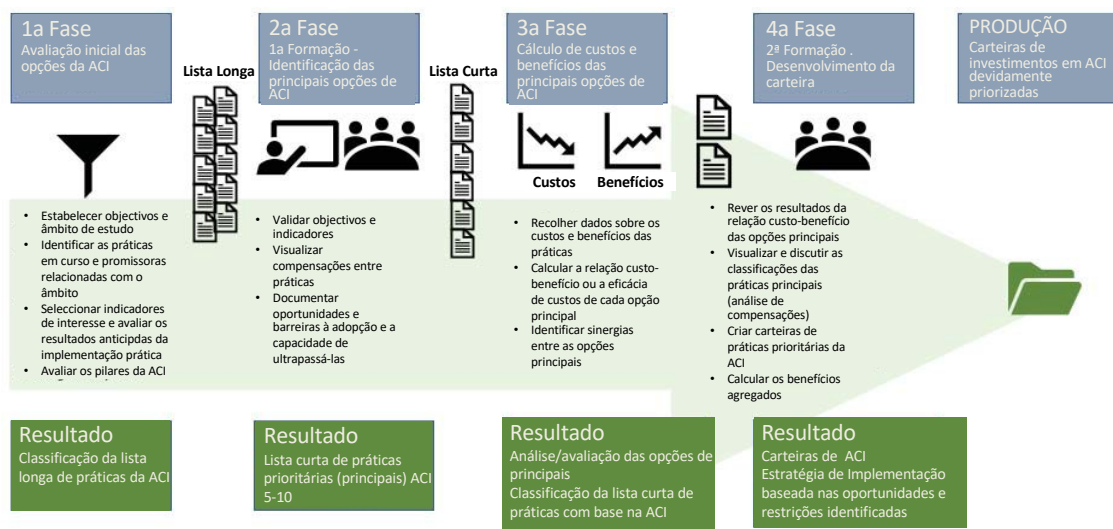 1a Fase
Avaliação inicial das
opções da ACI
Lista Longa
2a Fase
1a Formação -
Identificação das
principais opções de
ACI
Lista Curta
3a Fase
Cálculo de custos e
benefícios das
principais opções de
ACI
4a Fase
2ª Formação .
Desenvolvimento da
carteira
PRODUÇÃO
Carteiras de
investimentos em ACI
devidamente
priorizadas
Custos
Benefícios
• Estabelecer objectivos e
âmbito de estudo
• Identificar as práticas
em curso e promissoras
relacionadas com o
âmbito
• Seleccionar indicadores
de interesse e avaliar os
resultados anticipdas da
implementação prática
• Avaliar os pilares da ACI
• Validar objectivos e
indicadores
• Visualizar
compensações entre
práticas
• Documentar
oportunidades e
barreiras à adopção e a
capacidade de
ultrapassá-las
• Recolher dados sobre os
custos e benefícios das
práticas
• Calcular a relação custo-
benefício ou a eficácia
de custos de cada opção
principal
• Identificar sinergias
entre as opções
principais
• Rever os resultados da
relação custo-benefício
das opções principais
• Visualizar e discutir as
classificações das
práticas principais
(análise de
compensações)
• Criar carteiras de
práticas prioritárias da
ACI
• Calcular os benefícios
agregados
Resultado
Classificação da lista
longa de práticas da ACI
Resultado
Lista curta de práticas
prioritárias (principais) ACI
5-10
Resultado
Análise/avaliação das opções de
principais
Classificação da lista curta de
práticas com base na ACI
Resultado
Carteiras de ACI
Estratégia de Implementação
baseada nas oportunidades e
restrições identificadas